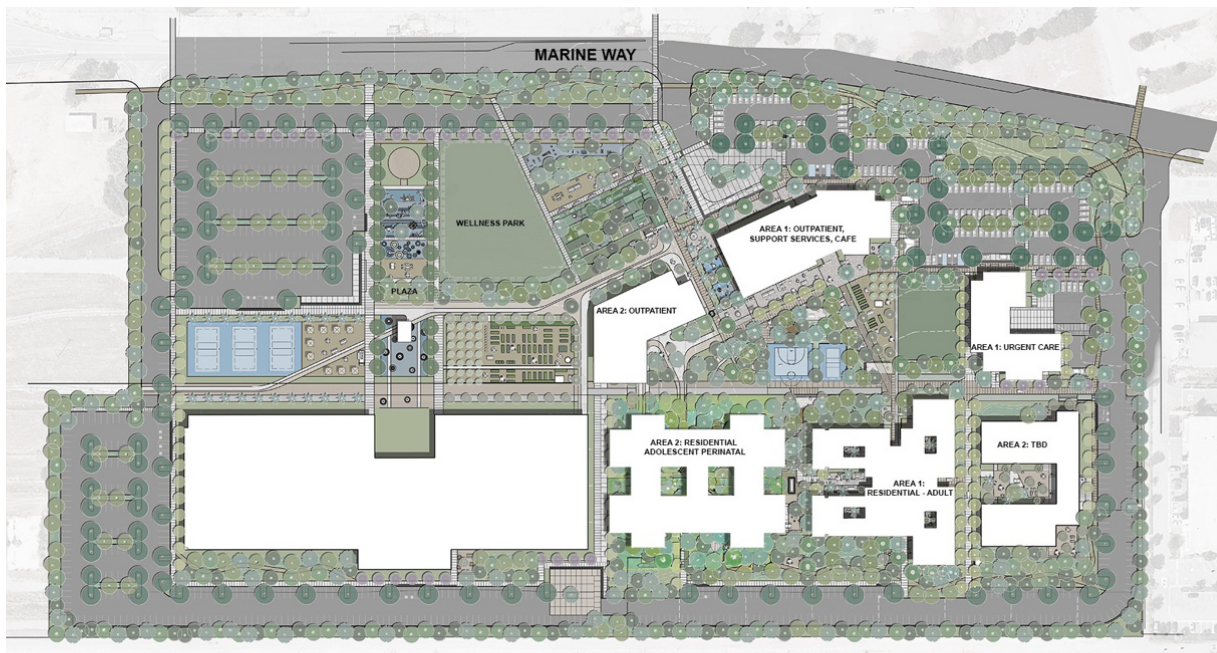 MARINE WAY
WELLNESS PARK
AREA 1: OUTPATIENT,
SUPPORT SERVICES, CAFE
PLAZA
AREA 2: OUTPATIENT
AREA 1: URGENT CARE
AREA 2: RESIDENTIAL
ADOLESCENT PERINATAL
AREA 2: TBD
AREA 1:
RESIDENTIAL - ADULT